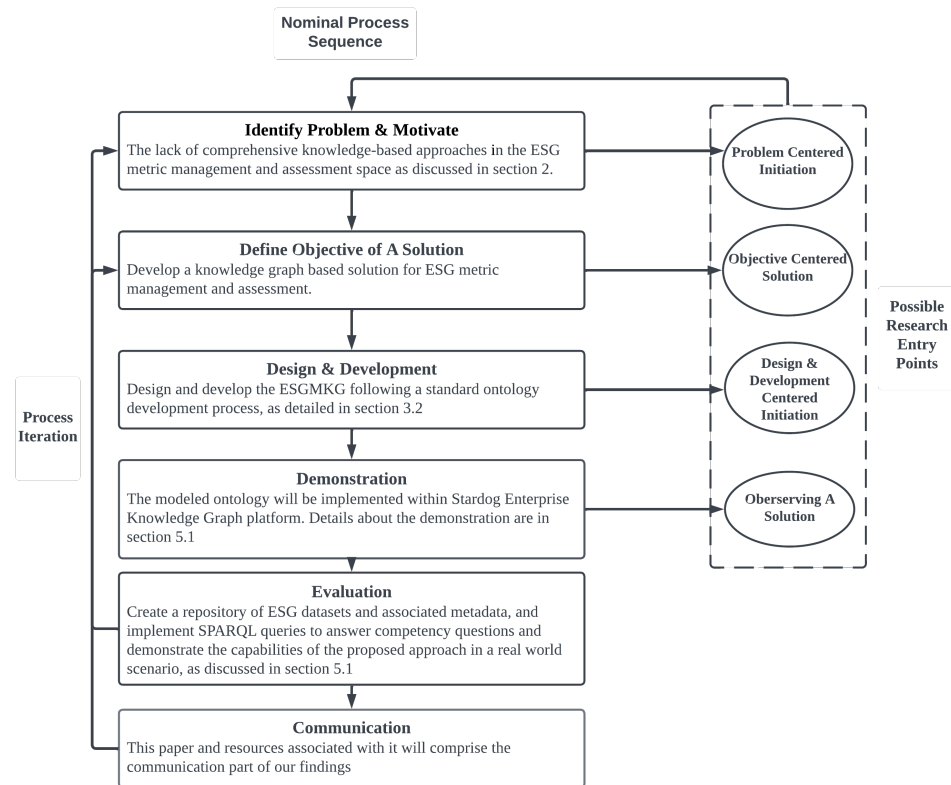 Nominal Process
Sequence
Identify Problem & Motivate
The lack of comprehensive knowledge-based approaches in the ESG
metric management and assessment space as discussed in section 2.
Problem Centered
Initiation
Define Objective of A Solution
Develop a knowledge graph based solution for ESG metric
management and assessment.
Objective Centered
Solution
Possible
Research
Entry
Points
Design & Development
Design and develop the ESGMKG following a standard ontology
development process, as detailed in section 3.2
Design &
Development
Centered
Initiation
Process
Iteration
Demonstration
The modeled ontology will be implemented within Stardog Enterprise
Knowledge Graph platform. Details about the demonstration are in
section 5.1
Oberserving A
Solution
Evaluation
Create a repository of ESG datasets and associated metadata, and
implement SPARQL queries to answer competency questions and
demonstrate the capabilities of the proposed approach in a real world
scenario, as discussed in section 5.1
Communication
This paper and resources associated with it will comprise the
communication part of our findings